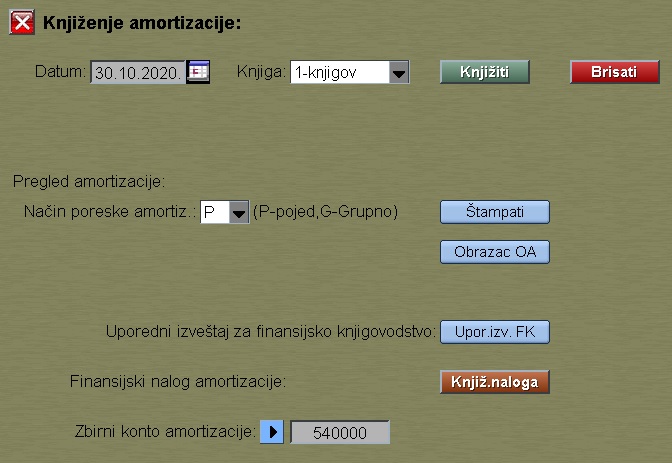 Knjiženje amortizacije:
Datum: 30.10.2020. Knjiga: 1-knjigov Knjižiti Brisati
Pregled amortizacije:
Način poreske amortiz.: P (P-pojed,G-Grupno) Štampati
Obrazac OA
Uporedni izveštaj za finansijsko knjigovodstvo: Upor.izv. FK
Finansijski nalog amortizacije: Knjiž.naloga
Zbirni konto amortizacije: 540000